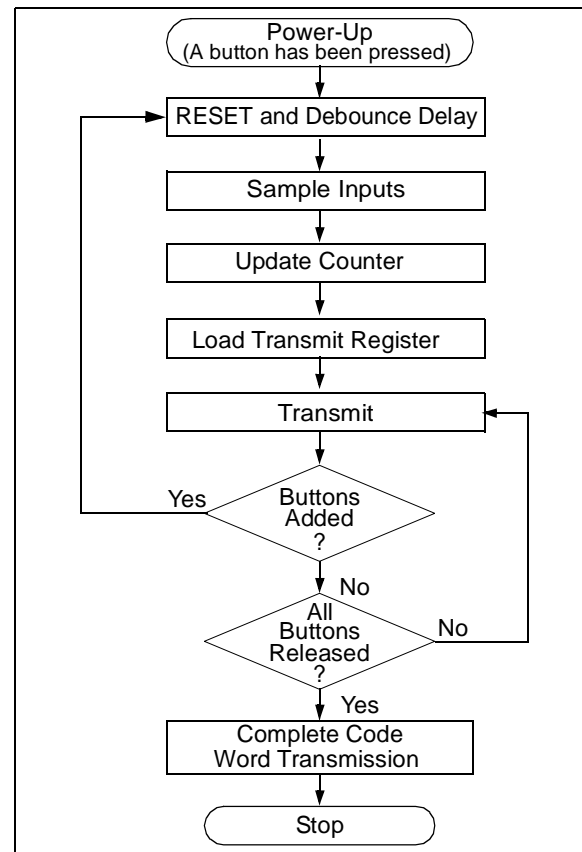 Power-Up
(A button has been pressed)
RESET and Debounce Delay
Sample Inputs
Update Counter
Load Transmit Register
Transmit
Yes
Buttons
Added
?
No
All
Buttons
Released
?
No
Yes
Complete Code
Word Transmission
Stop